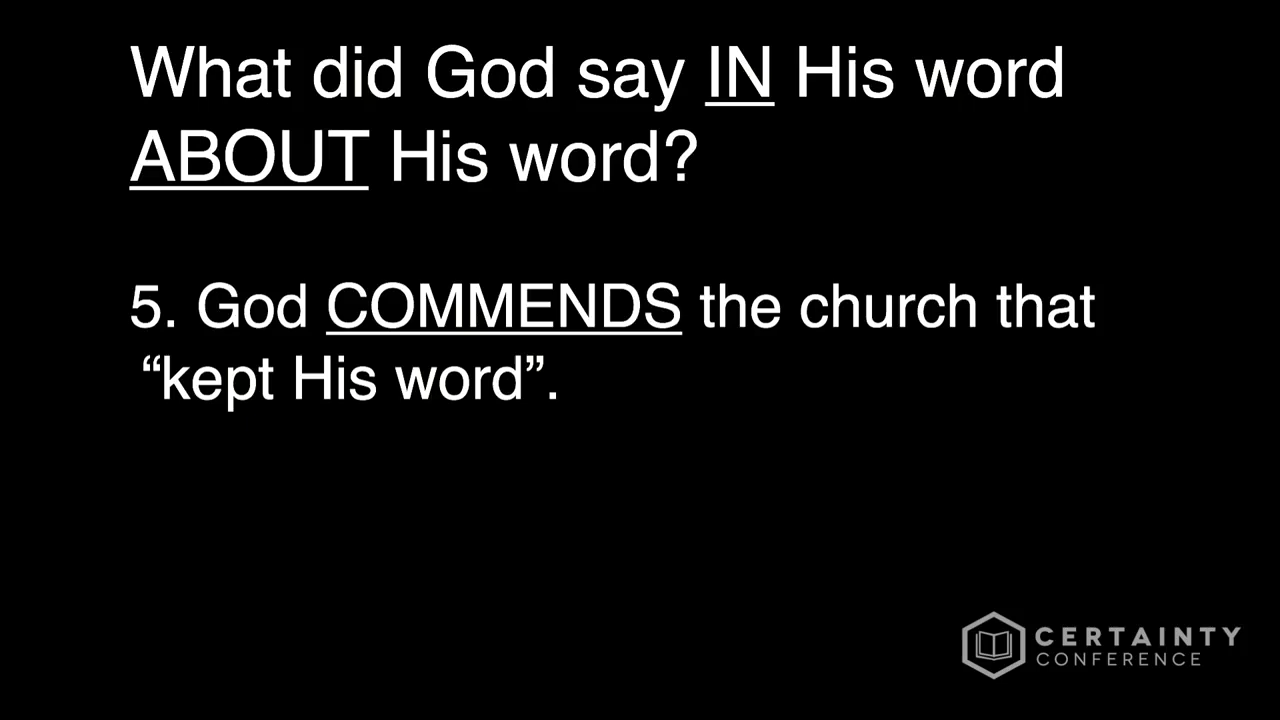 What did God say IN His word
ABOUT His word?
5. God COMMENDS the church that
“kept His word”.
CERTAINTY
CONFERENCE